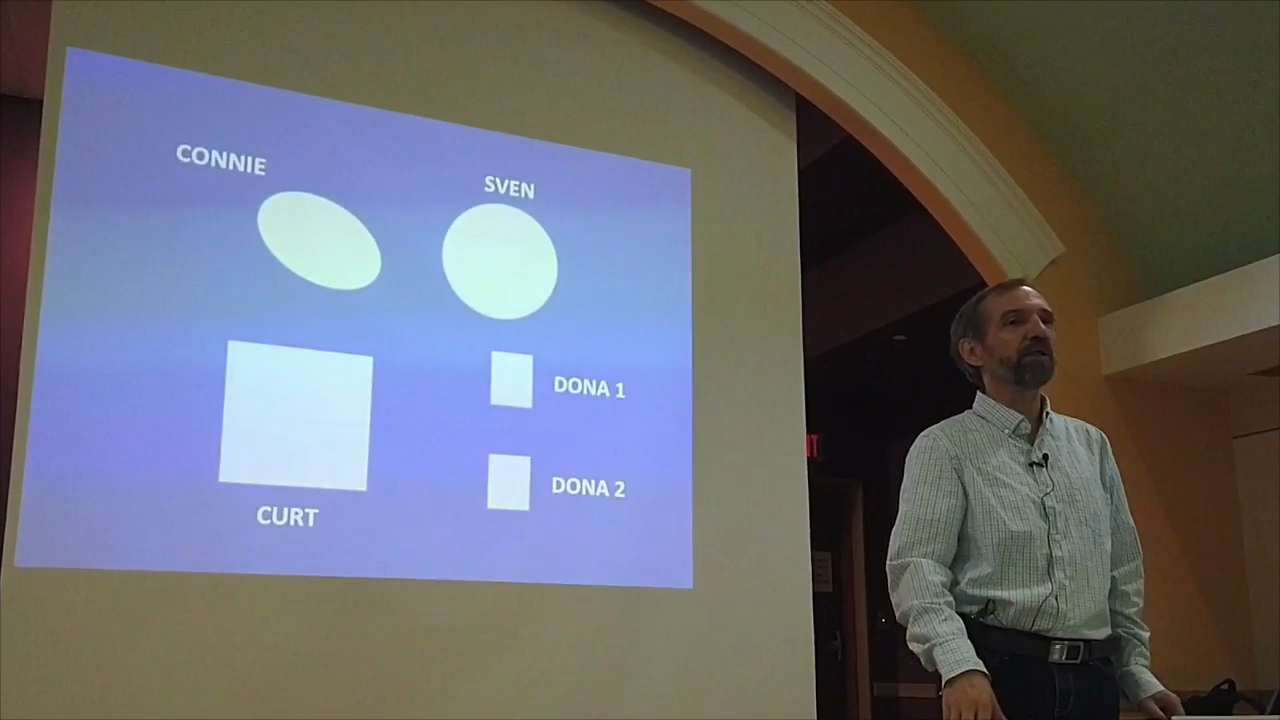 CONNIE
SVEN
DONA 1
DONA 2
CURT